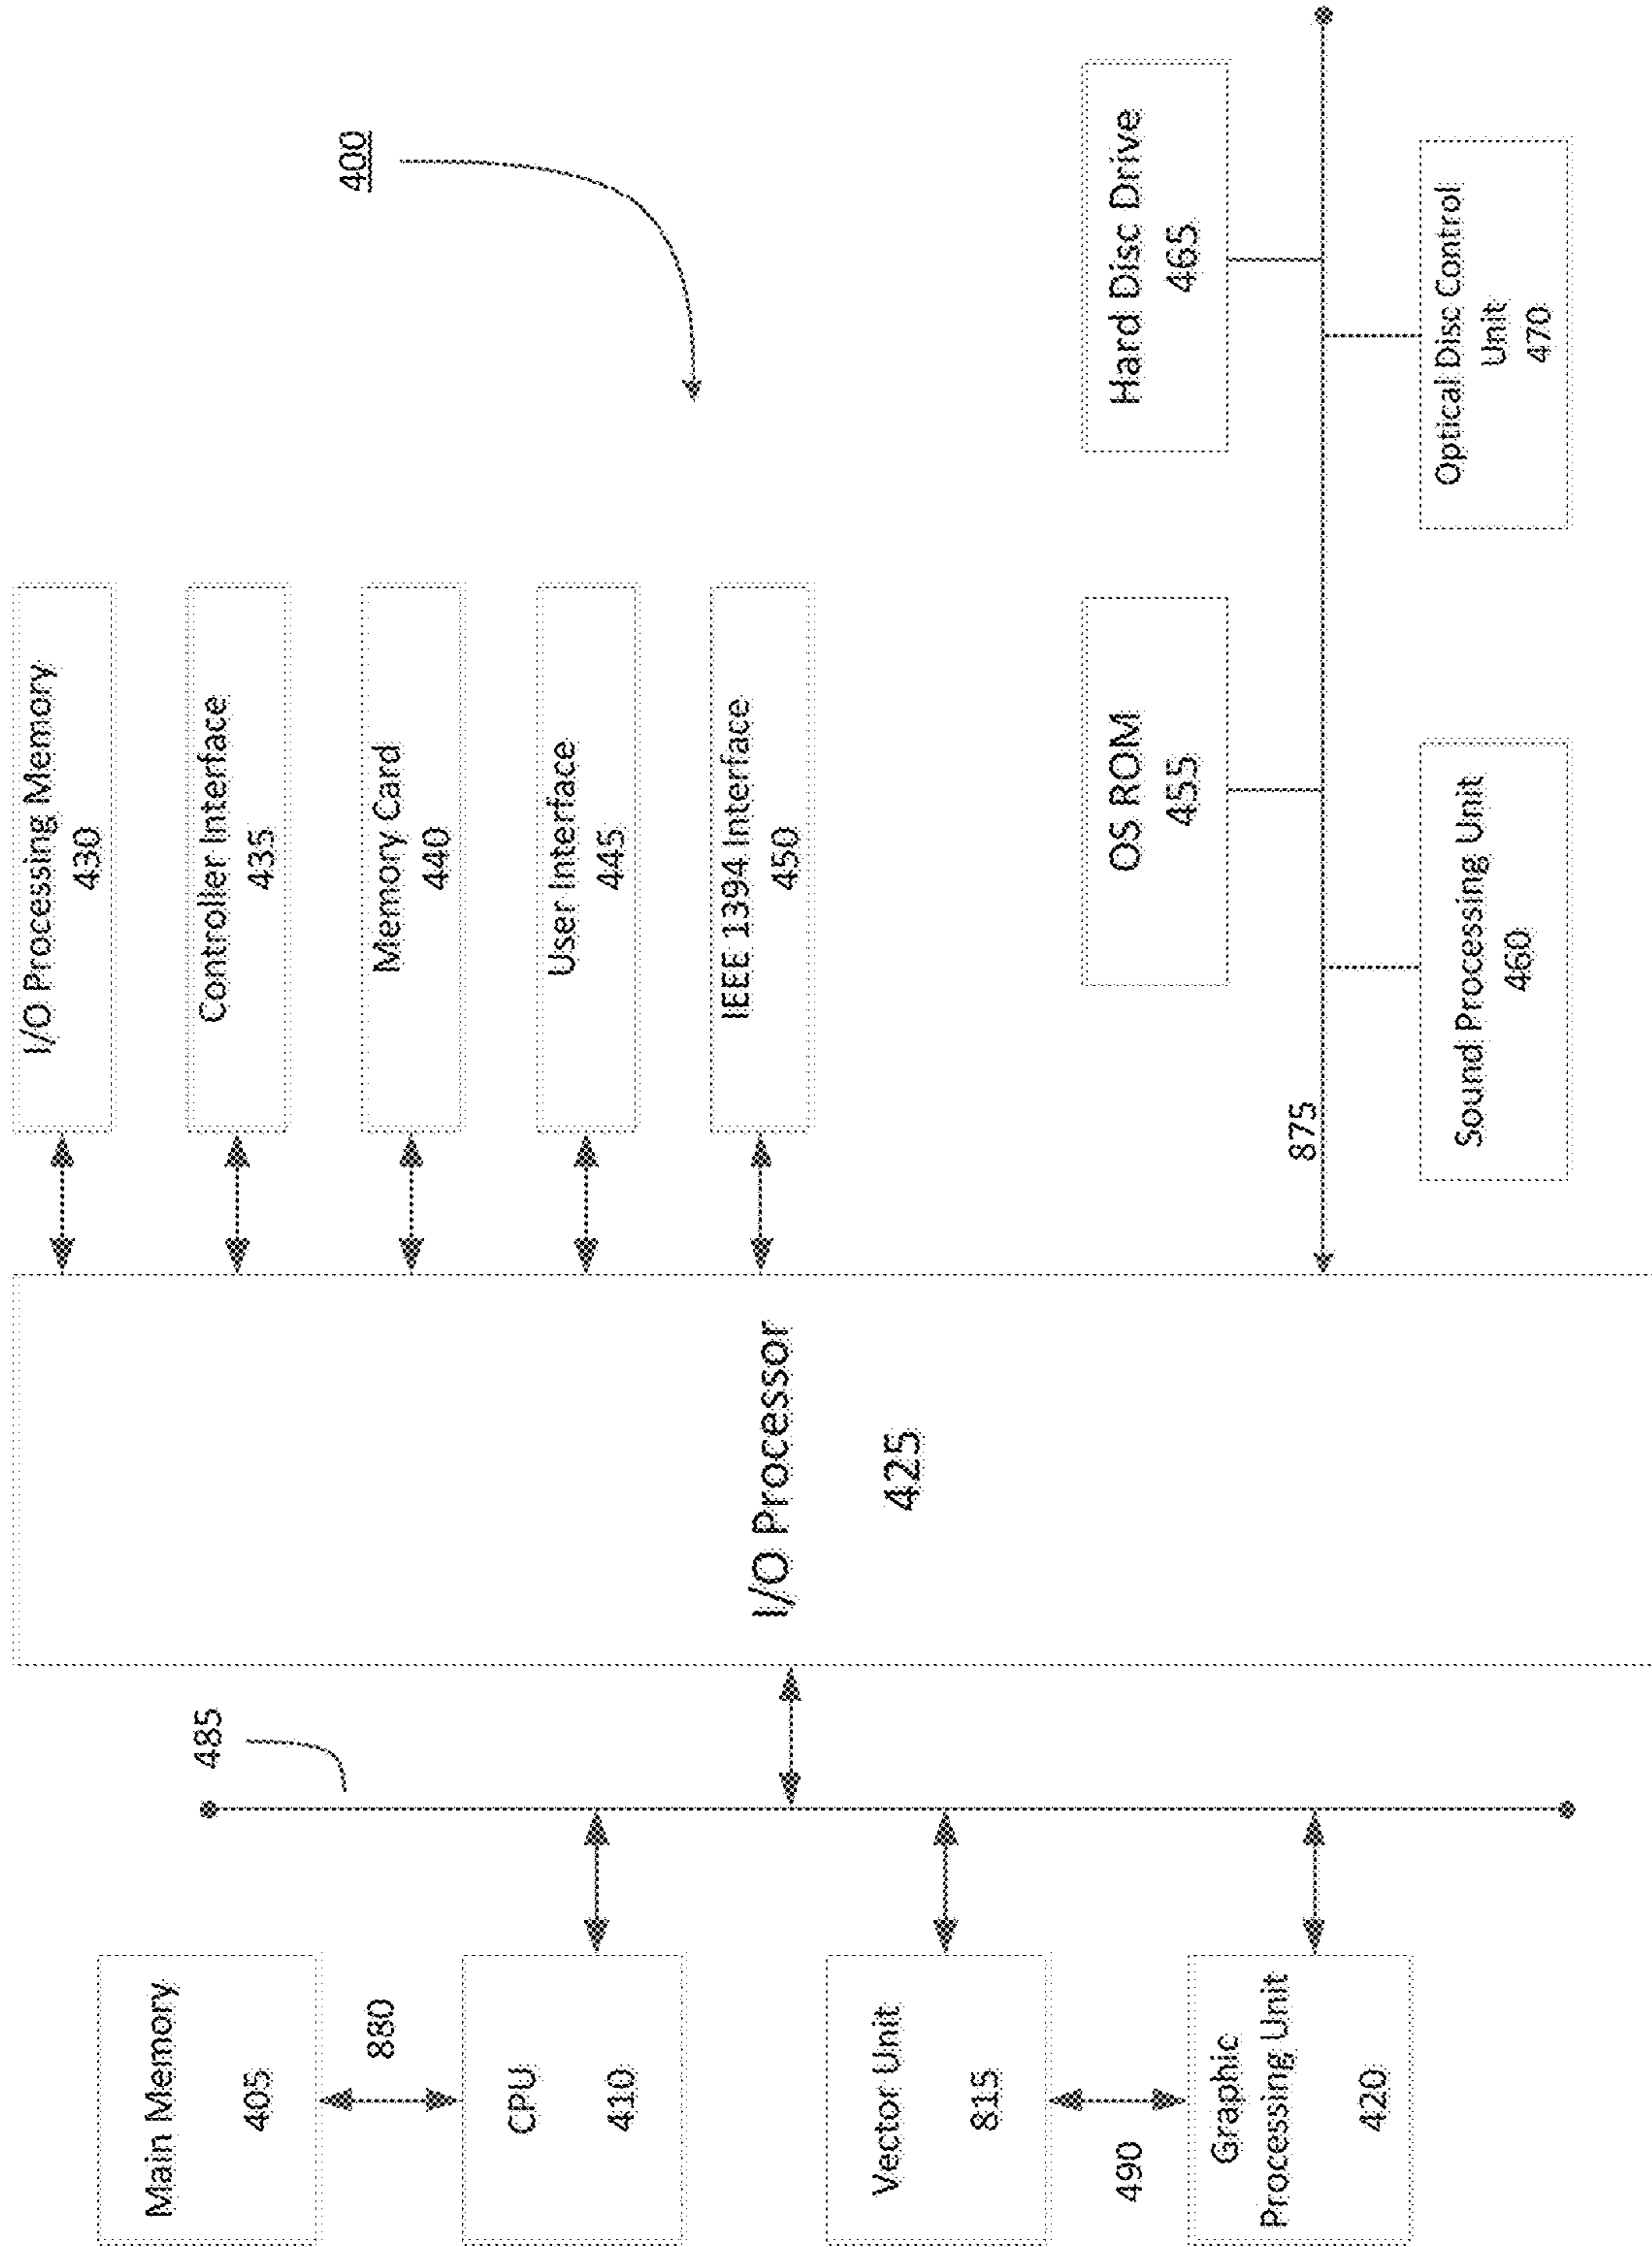 Main Memory
405
880
CPU
410
Vector Unit
815
490
Graphic
Processing Unit
420
485
I/O Processor
425
I/O Processing Memory
430
Controller Interface
435
Memory Card
440
User Interface
445
IEEE 1394 Interface
450
400
875
OS ROM
455
Sound Processing Unit
460
Hard Disc Drive
465
Optical Disc Control
Unit
470